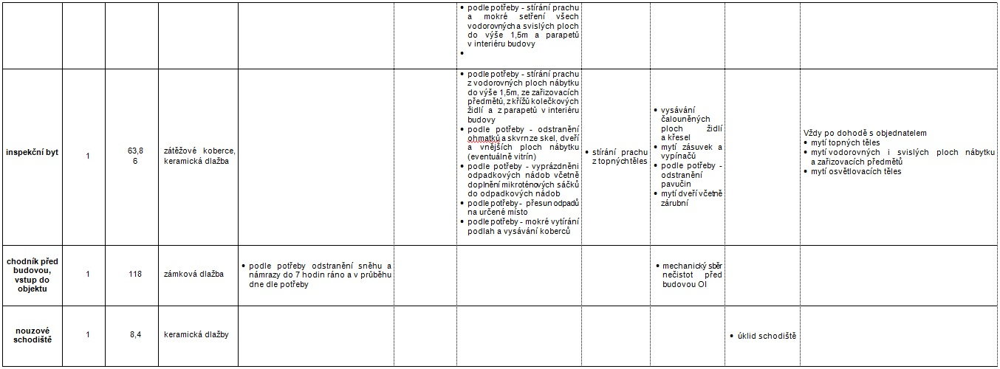 podle potřeby - stírání prachu
a mokré setření všech
vodorovných a svislých ploch
do výše 1,5m a parapetů
v interiéru budovy
inspekční byt
1
63,8
6
zátěžové koberce,
keramická dlažba
podle potřeby - stírání prachu
z vodorovných ploch nábytku
do výše 1,5m, ze zařizovacích
předmětů, z křížů kolečkových
židlí a z parapetů v interiéru
budovy
podle potřeby - odstranění
ohmatků a skvrn ze skel, dveří
a vnějších ploch nábytku
(eventuálně vitrín)
podle potřeby - vyprázdněni
odpadkových nádob včetně
doplnění mikroténových sáčků
do odpadkových nádob
podle potřeby - přesun odpadů
na určené místo
podle potřeby - mokré vytírání
podlah a vysávání koberců
stírání prachu
z topných těles
vysávání
čalouněných
ploch židlí
a křesel
mytí zásuvek a
vypínačů
podle potřeby -
odstranění
pavučin
mytí dveří včetně
zárubní
Vždy po dohodě s objednatelem
mytí topných těles
mytí vodorovných i svislých ploch nábytku
a zařizovacích předmětů
mytí osvětlovacích těles
chodník před
budovou,
vstup do
objektu
1
118
zámková dlažba
podle potřeby odstranění sněhu a
námrazy do 7 hodin ráno a v průběhu
dne dle potřeby
mechanický sběr
nečistot před
budovou OI
nouzové
schodiště
1
8,4
keramická dlažby
úklid schodiště